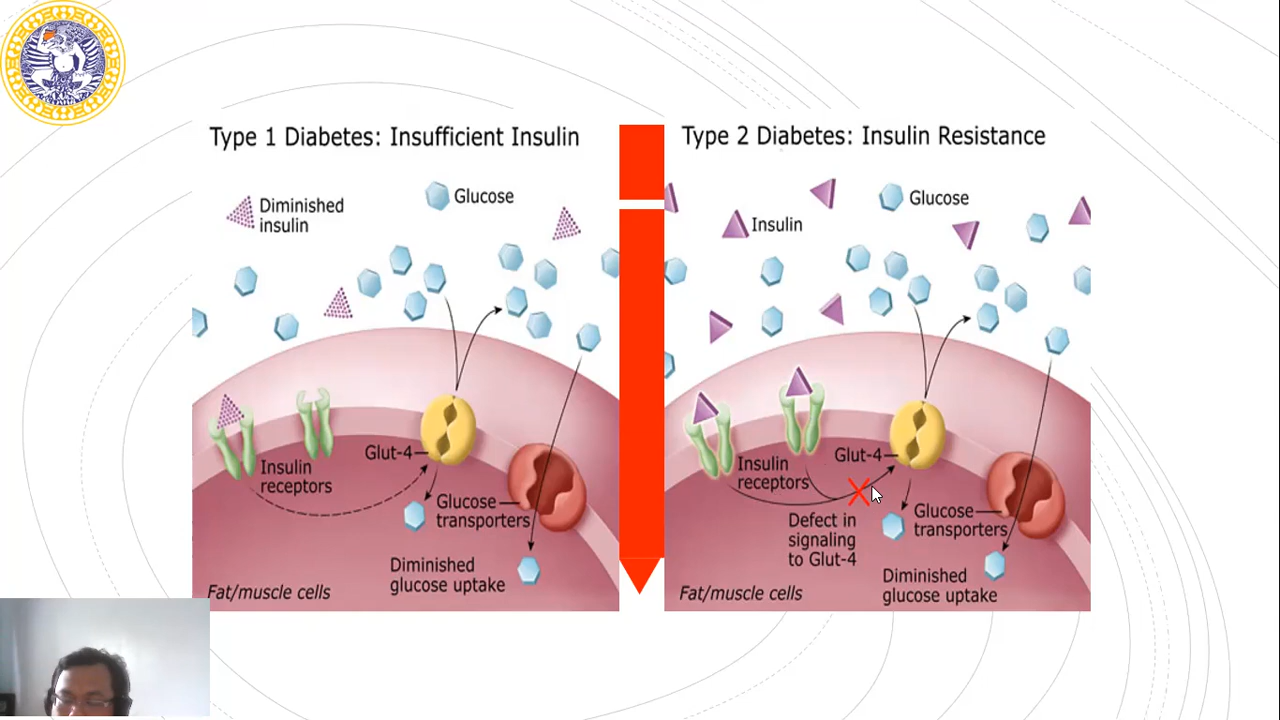 Type 1 Diabetes: Insufficient Insulin
Diminished
insulin
Glucose
Insulin
receptors
Glut-4
Glucose
transporters
Diminished
glucose uptake
Fat/muscle cells
Type 2 Diabetes: Insulin Resistance
Insulin
Glucose
Insulin
receptors
Glut-4
Defect in
signaling
to Glut-4
Glucose
transporters
Diminished
glucose uptake
Fat/muscle cells